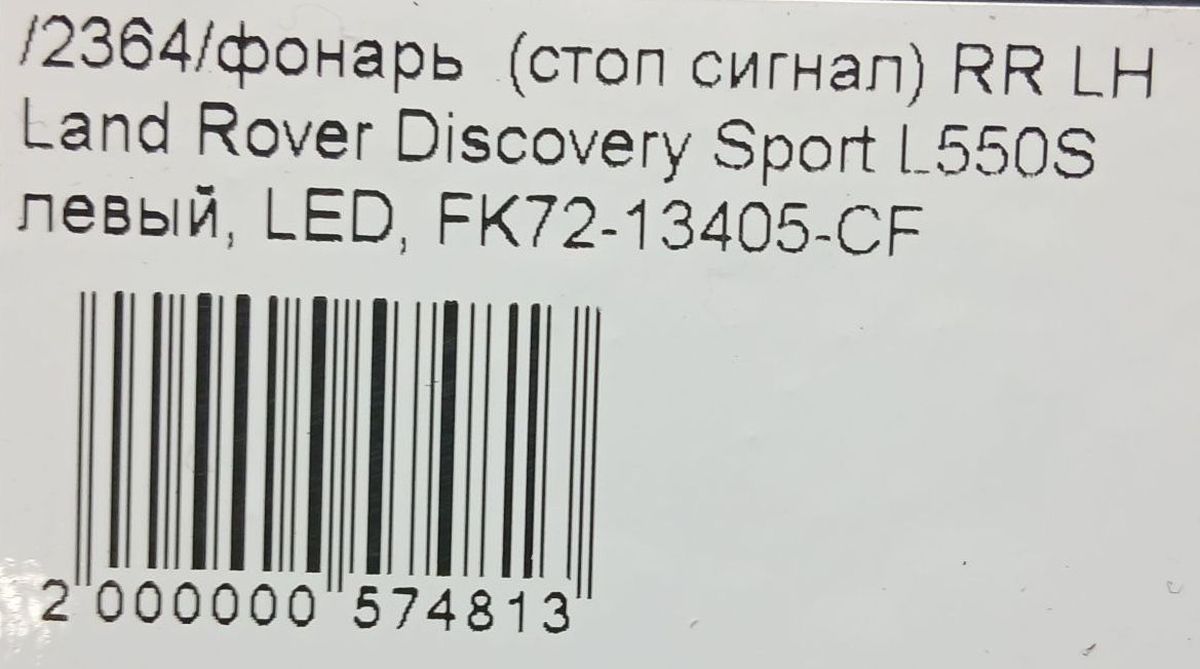 /2364/фонарь (стоп сигнал) RR LH
Land Rover Discovery Sport L550S
левый, LED, FK72-13405-CF
2 000000 574813